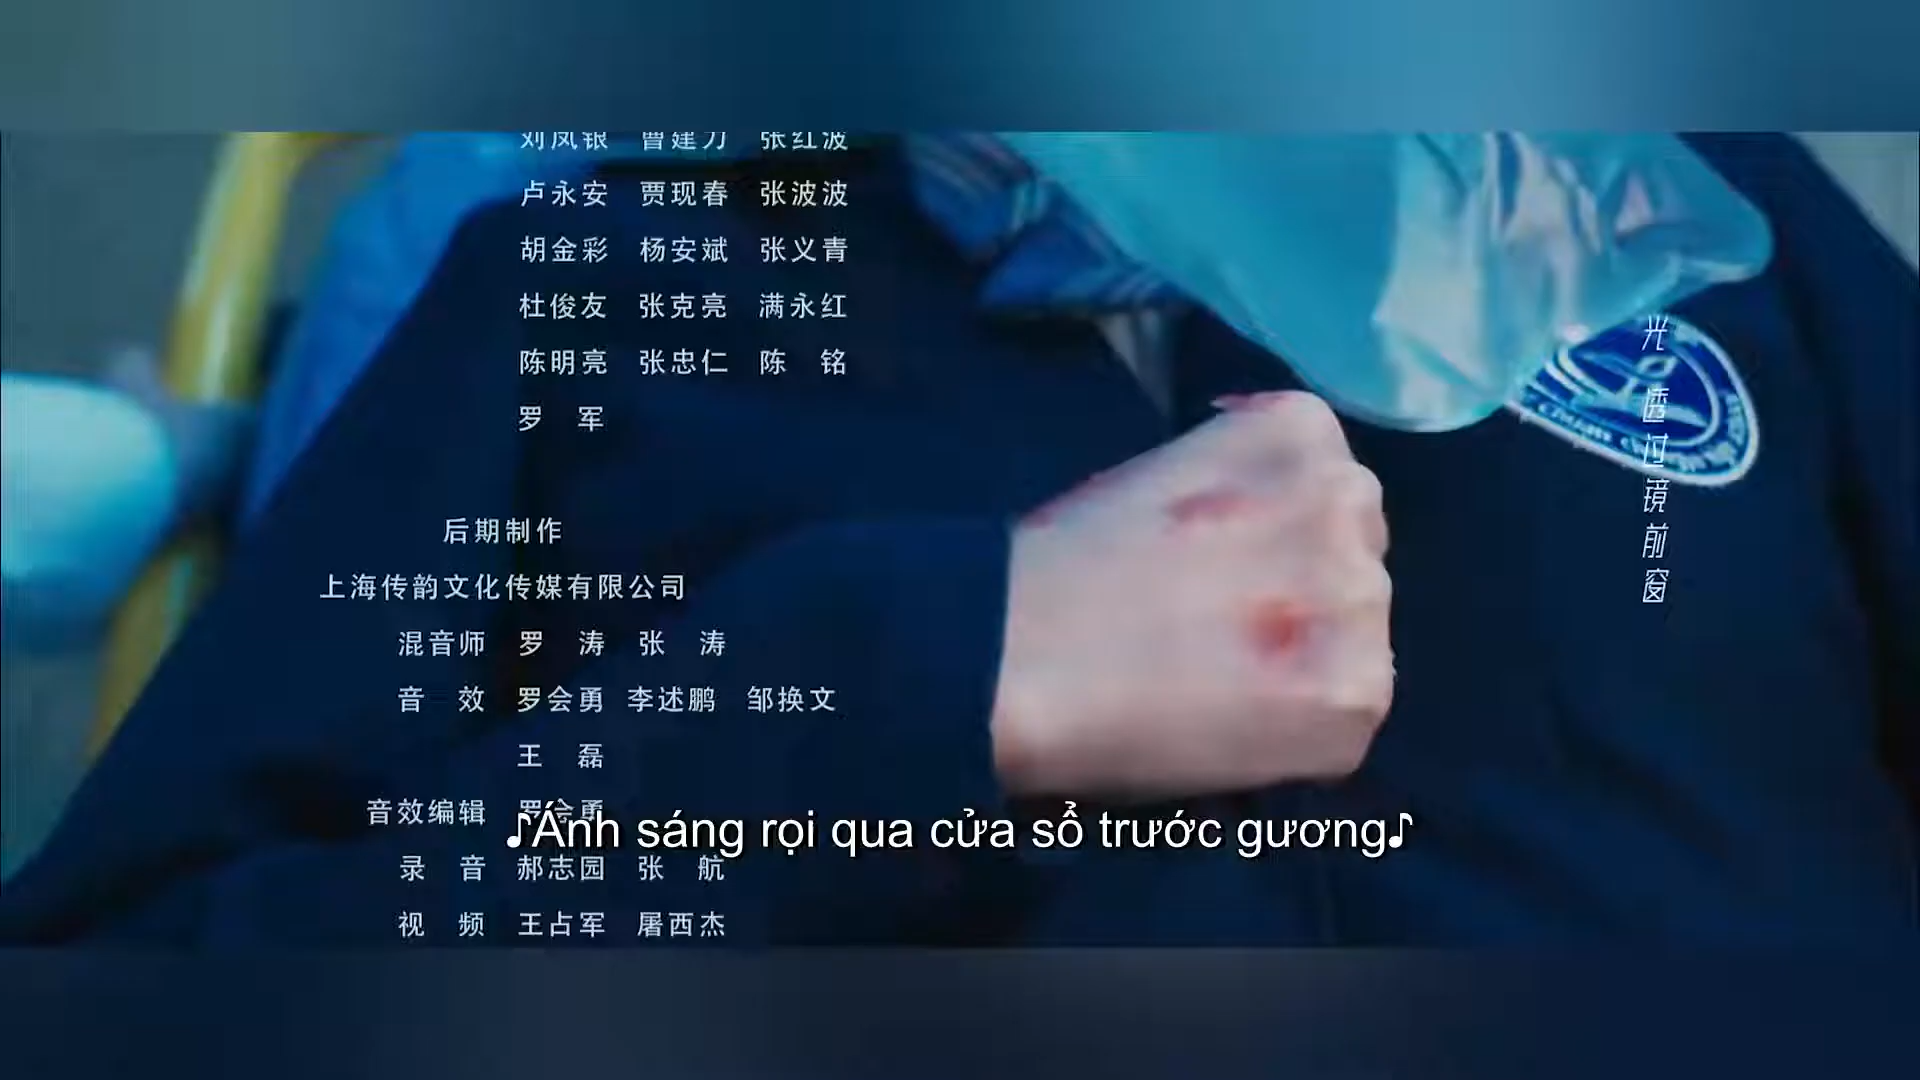 刘凤银 曹建力 张红波
卢永安 贾现春 张波波
胡金彩 杨安斌 张义青
杜俊友 张克亮 满永红
陈明亮 张忠仁 陈 铭
罗 军
后期制作
上海传韵文化传媒有限公司
混音师 罗 涛 张 涛
音 效 罗会勇 李述鹏 邹换文
王 磊
音效编辑 罗会勇
♪Ánh sáng rọi qua cửa sổ trước gương♪
录 音 郝志园 张 航
视 频 王占军 屠西杰
光 透过镜前窗